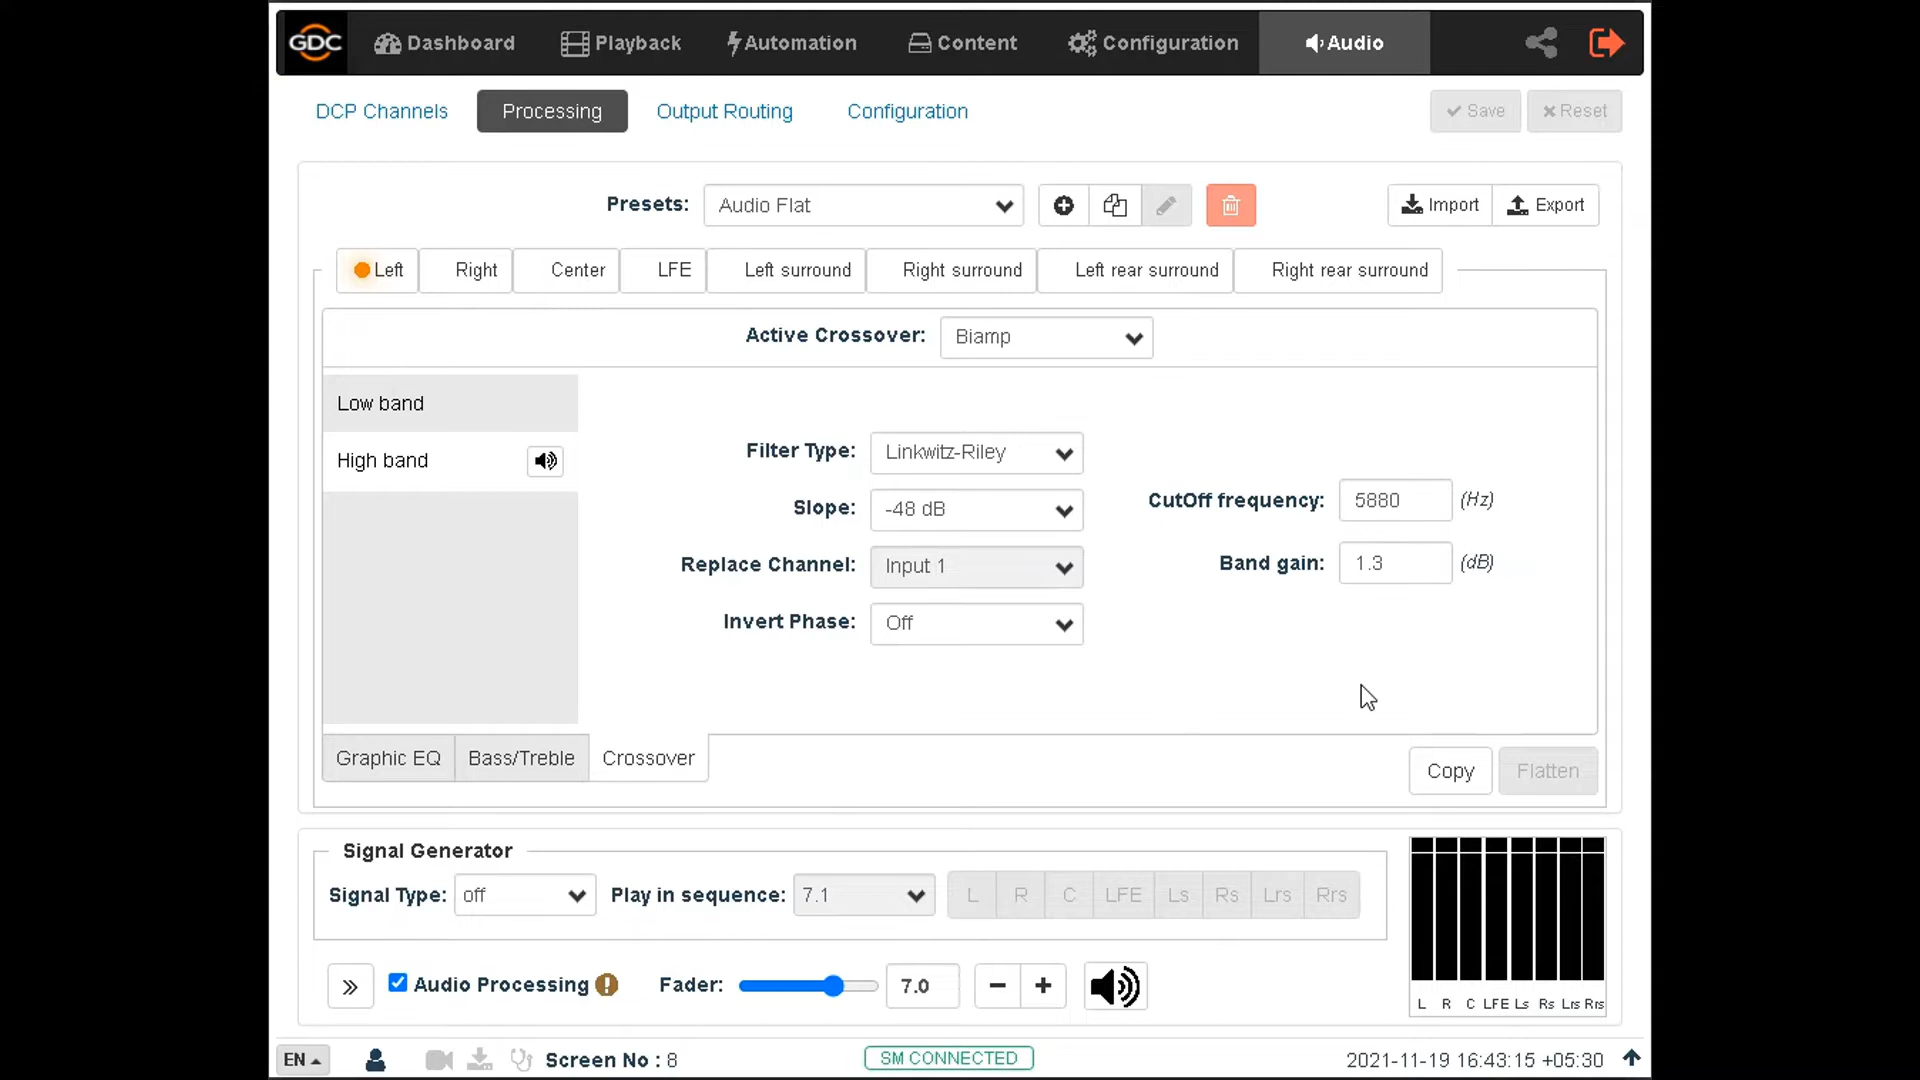 GDC Dashboard Playback Automation Content Configuration Audio
DCP Channels Processing Output Routing Configuration Save Reset
Presets: Audio Flat Import Export
Left Right Center LFE Left surround Right surround Left rear surround Right rear surround
Active Crossover: Biamp
Low band
High band
Filter Type: Linkwitz-Riley
Slope: -48 dB
CutOff frequency: 5880 (Hz)
Replace Channel: Input 1
Band gain: 1.3 (dB)
Invert Phase: Off
Graphic EQ Bass/Treble Crossover
Copy Flatten
Signal Generator
Signal Type: off Play in sequence: 7.1 L R C LFE Ls Rs Lrs Rrs
Audio Processing Fader: 7.0
L R C LFE Ls Rs Lrs Rrs
EN Screen No : 8 SM CONNECTED 2021-11-19 16:43:15 +05:30